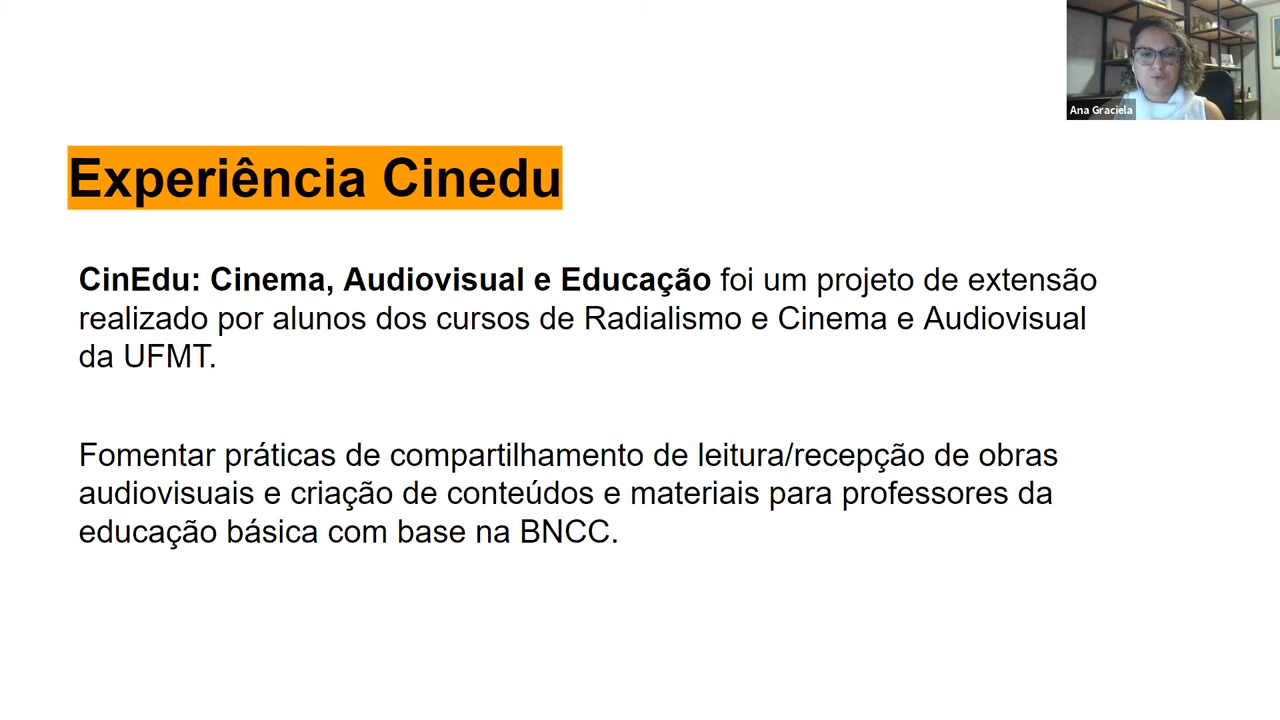 Ana Graciela
Experiência Cinedu
CinEdu: Cinema, Audiovisual e Educação foi um projeto de extensão
realizado por alunos dos cursos de Radialismo e Cinema e Audiovisual
da UFMT.
Fomentar práticas de compartilhamento de leitura/recepção de obras
audiovisuais e criação de conteúdos e materiais para professores da
educação básica com base na BNCC.